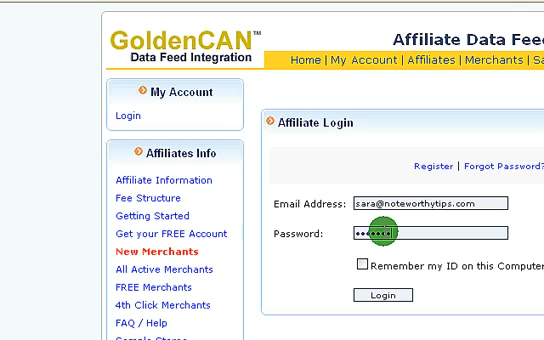 GoldenCAN™
Data Feed Integration
Affiliate Data Fee
Home | My Account | Affiliates | Merchants | Sa
My Account
Login
Affiliates Info
Affiliate Information
Fee Structure
Getting Started
Get your FREE Account
New Merchants
All Active Merchants
FREE Merchants
4th Click Merchants
FAQ / Help
Affiliate Login
Register | Forgot Password?
Email Address: sara@noteworthytips.com
Password:
Remember my ID on this Computer
Login